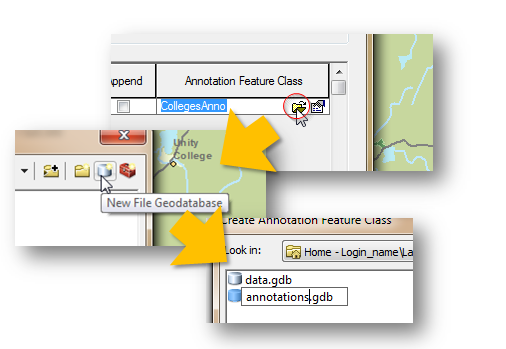 Append
Annotation Feature Class
CollegesAnno
Unity
College
New File Geodatabase
Create Annotation Feature Class
Look in:
Home - Login_name\La
data.gdb
annotations.gdb